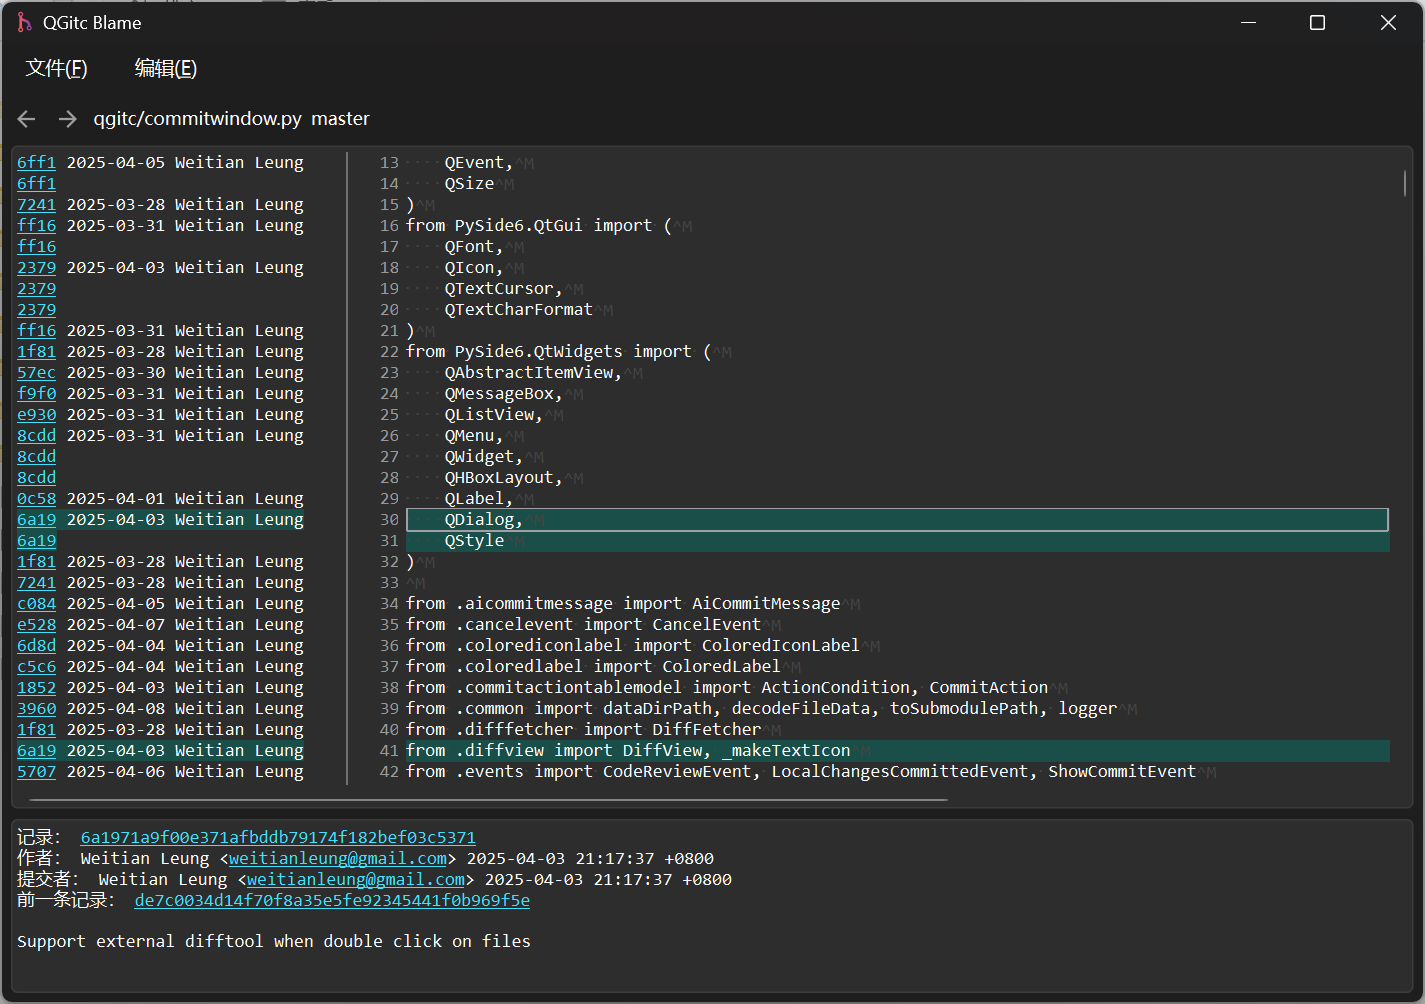 QGitc Blame
文件(F) 编辑(E)
qgitc/commitwindow.py master
6ff1 2025-04-05 Weitian Leung 13 ····QEvent,^M
6ff1 14 ····QSize^M
7241 2025-03-28 Weitian Leung 15 )^M
ff16 2025-03-31 Weitian Leung 16 from PySide6.QtGui import (^M
ff16 17 ····QFont,^M
2379 2025-04-03 Weitian Leung 18 ····QIcon,^M
2379 19 ····QTextCursor,^M
2379 20 ····QTextCharFormat^M
ff16 2025-03-31 Weitian Leung 21 )^M
1f81 2025-03-28 Weitian Leung 22 from PySide6.QtWidgets import (^M
57ec 2025-03-30 Weitian Leung 23 ····QAbstractItemView,^M
f9f0 2025-03-31 Weitian Leung 24 ····QMessageBox,^M
e930 2025-03-31 Weitian Leung 25 ····QListView,^M
8cdd 2025-03-31 Weitian Leung 26 ····QMenu,^M
8cdd 27 ····QWidget,^M
8cdd 28 ····QHBoxLayout,^M
0c58 2025-04-01 Weitian Leung 29 ····QLabel,^M
6a19 2025-04-03 Weitian Leung 30 ····QDialog,^M
6a19 31 ····QStyle^M
1f81 2025-03-28 Weitian Leung 32 )^M
7241 2025-03-28 Weitian Leung 33 ^M
c084 2025-04-05 Weitian Leung 34 from .aicommitmessage import AiCommitMessage^M
e528 2025-04-07 Weitian Leung 35 from .cancelevent import CancelEvent^M
6d8d 2025-04-04 Weitian Leung 36 from .colorediconlabel import ColoredIconLabel^M
c5c6 2025-04-04 Weitian Leung 37 from .coloredlabel import ColoredLabel^M
1852 2025-04-03 Weitian Leung 38 from .commitactiontablemodel import ActionCondition, CommitAction^M
3960 2025-04-08 Weitian Leung 39 from .common import dataDirPath, decodeFileData, toSubmodulePath, logger^M
1f81 2025-03-28 Weitian Leung 40 from .difffetcher import DiffFetcher^M
6a19 2025-04-03 Weitian Leung 41 from .diffview import DiffView, _makeTextIcon^M
5707 2025-04-06 Weitian Leung 42 from .events import CodeReviewEvent, LocalChangesCommittedEvent, ShowCommitEvent^M
记录: 6a1971a9f00e371afbddb79174f182bef03c5371
作者: Weitian Leung <weitianleung@gmail.com> 2025-04-03 21:17:37 +0800
提交者: Weitian Leung <weitianleung@gmail.com> 2025-04-03 21:17:37 +0800
前一条记录: de7c0034d14f70f8a35e5fe92345441f0b969f5e
Support external difftool when double click on files